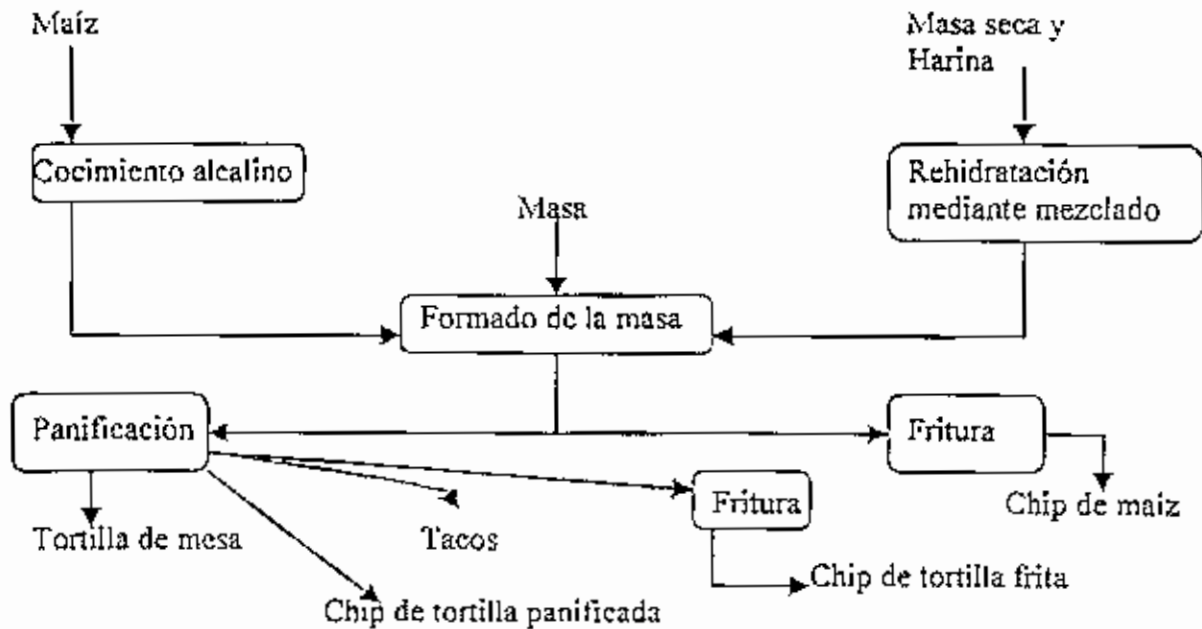 Maíz
Masa seca y
Harina
Cocimiento alcalino
Rehidratación
mediante mezclado
Masa
Formado de la masa
Panificación
Fritura
Fritura
Chip de maiz
Tortilla de mesa
Tacos
Chip de tortilla frita
Chip de tortilla panificada